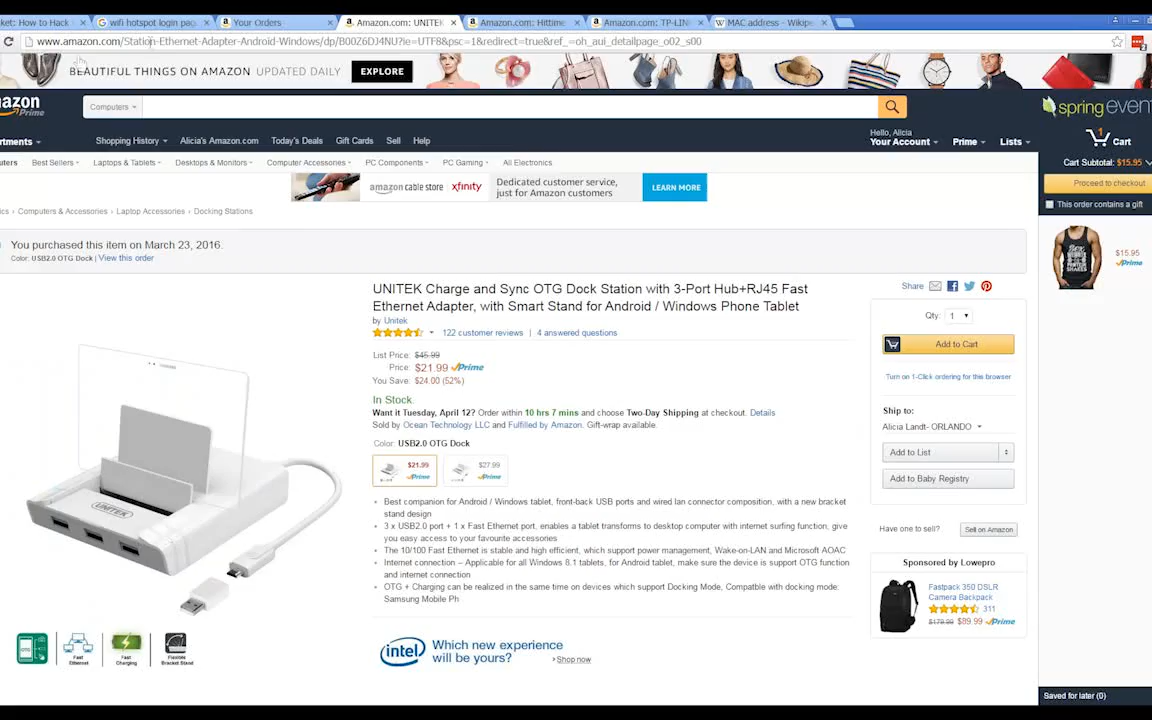 ket: How to Hack
wifi hotspot login pag
Your Orders
Amazon.com: UNITEK
Amazon.com: Hittime
Amazon.com: TP-LINK
MAC address - Wikipe
www.amazon.com/Station-Ethernet-Adapter-Android-Windows/dp/B00Z6DJ4NU?ie=UTF8&psc=1&redirect=true&ref_=oh_aui_detailpage_o02_s00
BEAUTIFUL THINGS ON AMAZON UPDATED DAILY EXPLORE
mazon Prime
Computers
spring event
rtments
Shopping History Alicia's Amazon.com Today's Deals Gift Cards Sell Help
Hello, Alicia
Your Account Prime Lists
1
Cart
uters Best Sellers Laptops & Tablets Desktops & Monitors Computer Accessories PC Components PC Gaming All Electronics
Cart Subtotal: $15.95
Proceed to checkout
This order contains a gift
$15.95
Prime
amazon cable store xfinity
Dedicated customer service,
just for Amazon customers
LEARN MORE
ics › Computers & Accessories › Laptop Accessories › Docking Stations
You purchased this item on March 23, 2016.
Color: USB2.0 OTG Dock | View this order
UNITEK Charge and Sync OTG Dock Station with 3-Port Hub+RJ45 Fast
Ethernet Adapter, with Smart Stand for Android / Windows Phone Tablet
by Unitek
122 customer reviews | 4 answered questions
List Price: $45.99
Price: $21.99 Prime
You Save: $24.00 (52%)
In Stock.
Want it Tuesday, April 12? Order within 10 hrs 7 mins and choose Two-Day Shipping at checkout. Details
Sold by Ocean Technology LLC and Fulfilled by Amazon. Gift-wrap available.
Color: USB2.0 OTG Dock
$21.99
Prime
$27.99
Prime
Best companion for Android / Windows tablet, front-back USB ports and wired lan connector composition, with a new bracket
stand design
3 x USB2.0 port + 1 x Fast Ethernet port, enables a tablet transforms to desktop computer with internet surfing function, give
you easy access to your favourite accessories
The 10/100 Fast Ethernet is stable and high efficient, which support power management, Wake-on-LAN and Microsoft AOAC
Internet connection – Applicable for all Windows 8.1 tablets, for Android tablet, make sure the device is support OTG function
and internet connection
OTG + Charging can be realized in the same time on devices which support Docking Mode, Compatible with docking mode:
Samsung Mobile Ph
UNITEK
Fast
Ethernet
Fast
Charging
Flexible
Bracket Stand
intel
Which new experience
will be yours?
Shop now
Share
Qty: 1
Add to Cart
Turn on 1-Click ordering for this browser
Ship to:
Alicia Landt- ORLANDO
Add to List
Add to Baby Registry
Have one to sell? Sell on Amazon
Sponsored by Lowepro
Fastpack 350 DSLR
Camera Backpack
311
$179.99 $89.99 Prime
Saved for later (0)